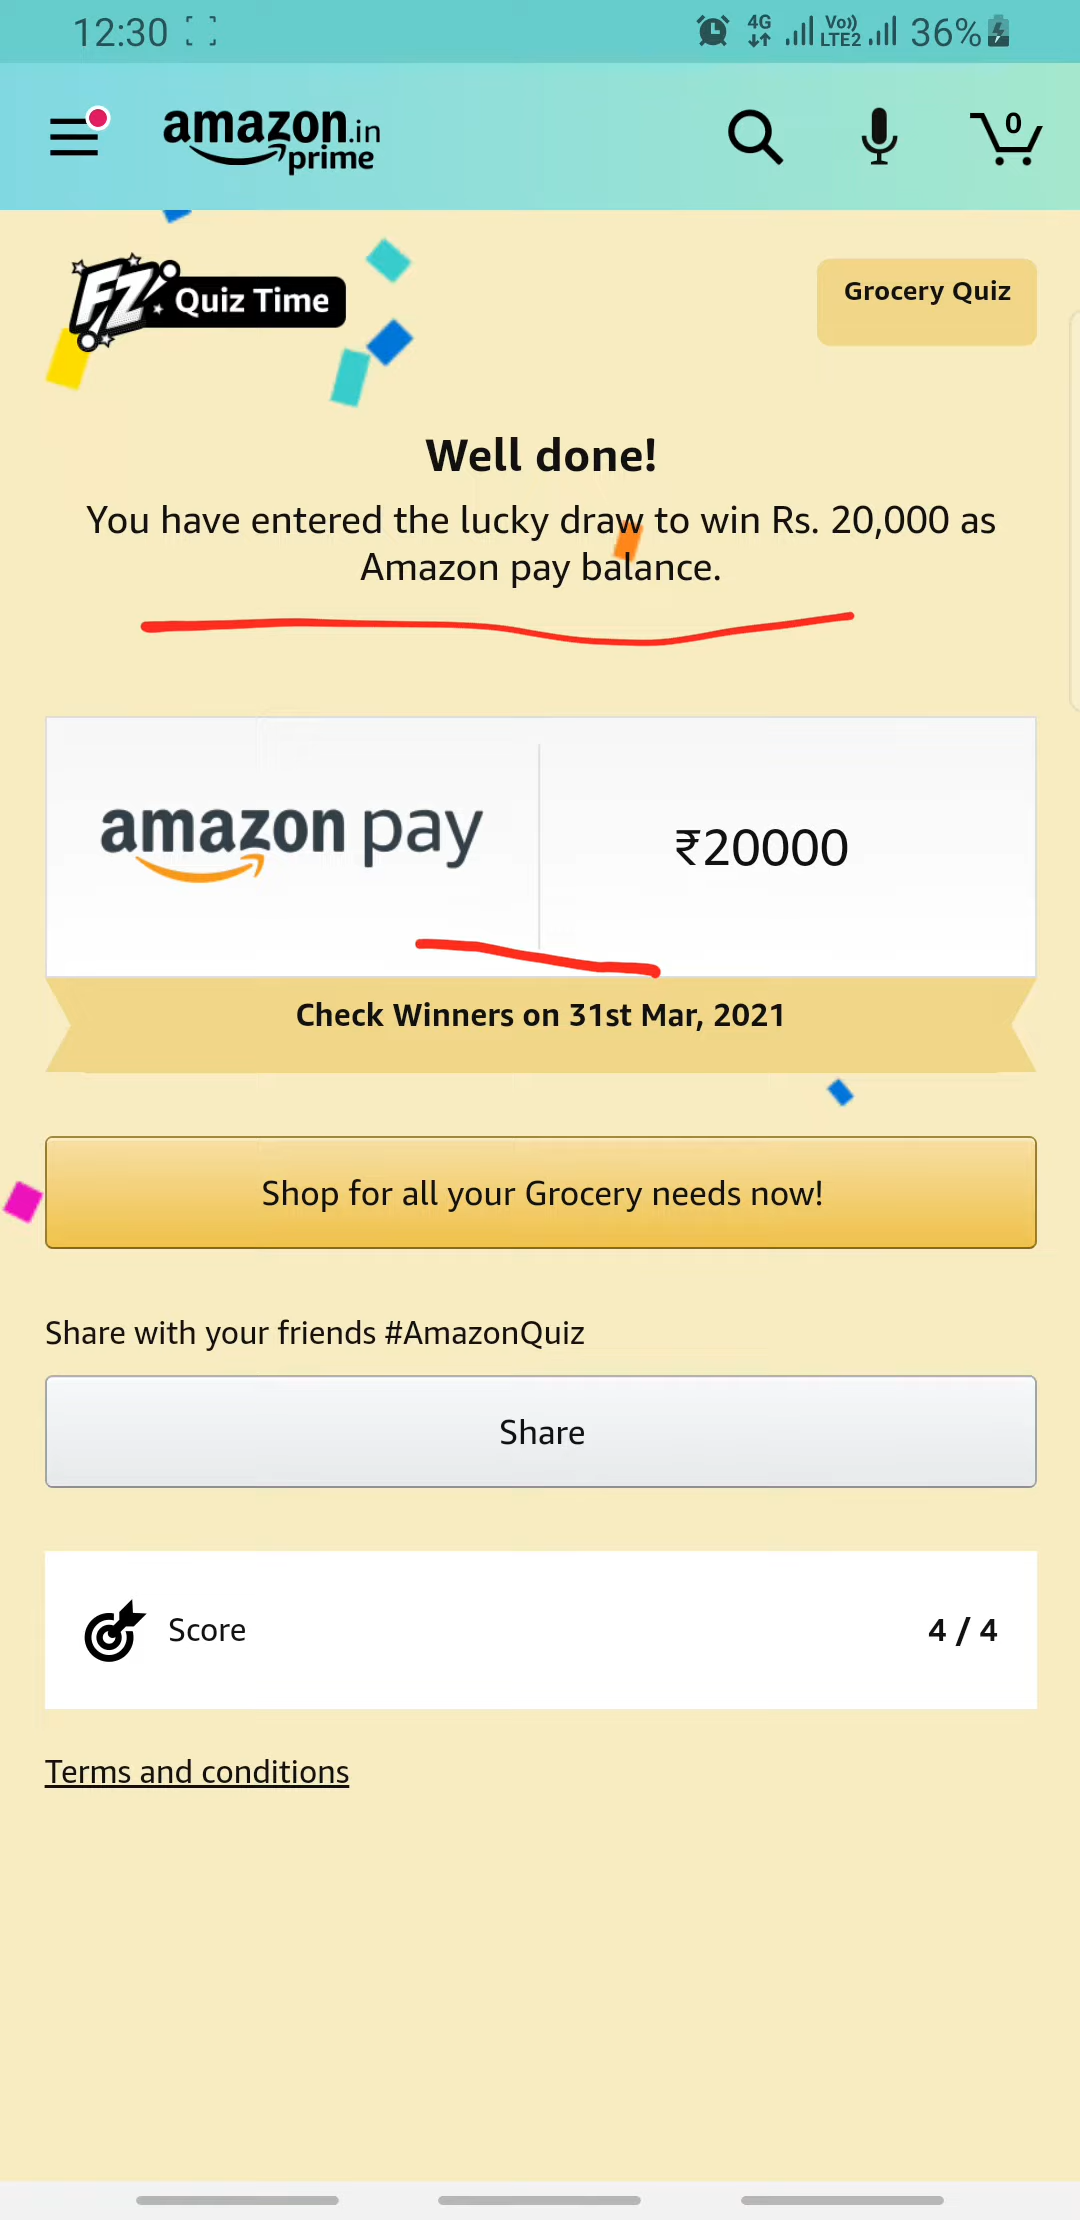 12:30 4G Vo)) LTE2 36%
amazon.in
prime
0
FZ Quiz Time
Grocery Quiz
Well done!
You have entered the lucky draw to win Rs. 20,000 as
Amazon pay balance.
amazon pay
₹20000
Check Winners on 31st Mar, 2021
Shop for all your Grocery needs now!
Share with your friends #AmazonQuiz
Share
Score 4 / 4
Terms and conditions